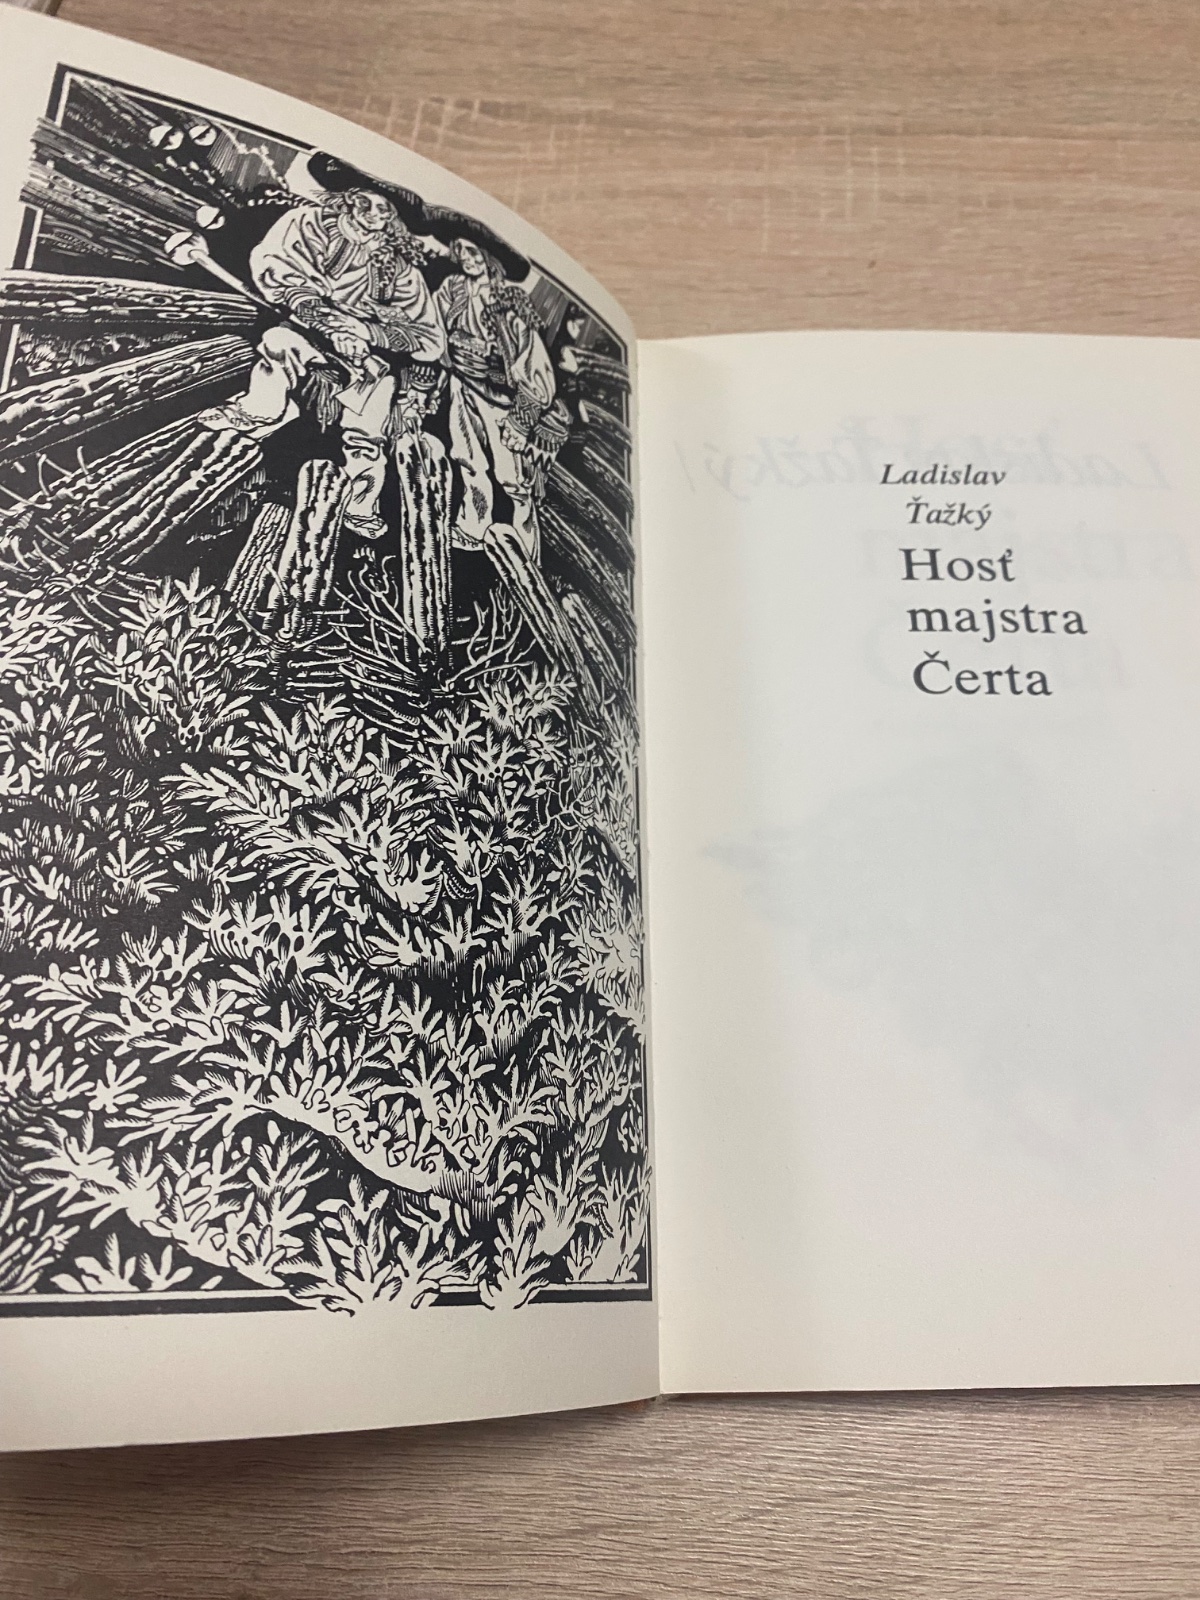 Ladislav
Ťažký
Hosť
majstra
Čerta